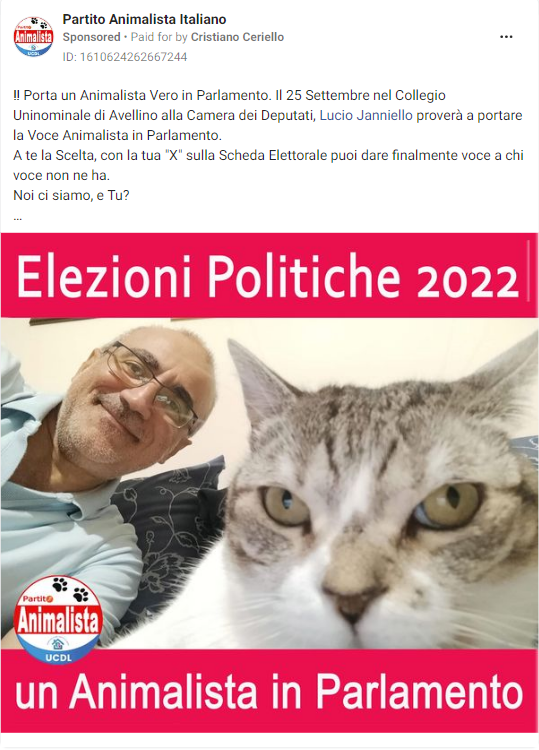 Partito Animalista Italiano
Sponsored • Paid for by Cristiano Ceriello
ID: 1610624262667244
!! Porta un Animalista Vero in Parlamento. Il 25 Settembre nel Collegio
Uninominale di Avellino alla Camera dei Deputati, Lucio Janniello proverà a portare
la Voce Animalista in Parlamento.
A te la Scelta, con la tua "X" sulla Scheda Elettorale puoi dare finalmente voce a chi
voce non ne ha.
Noi ci siamo, e Tu?
...
Elezioni Politiche 2022
Partito
Animalista
UCDL
un Animalista in Parlamento